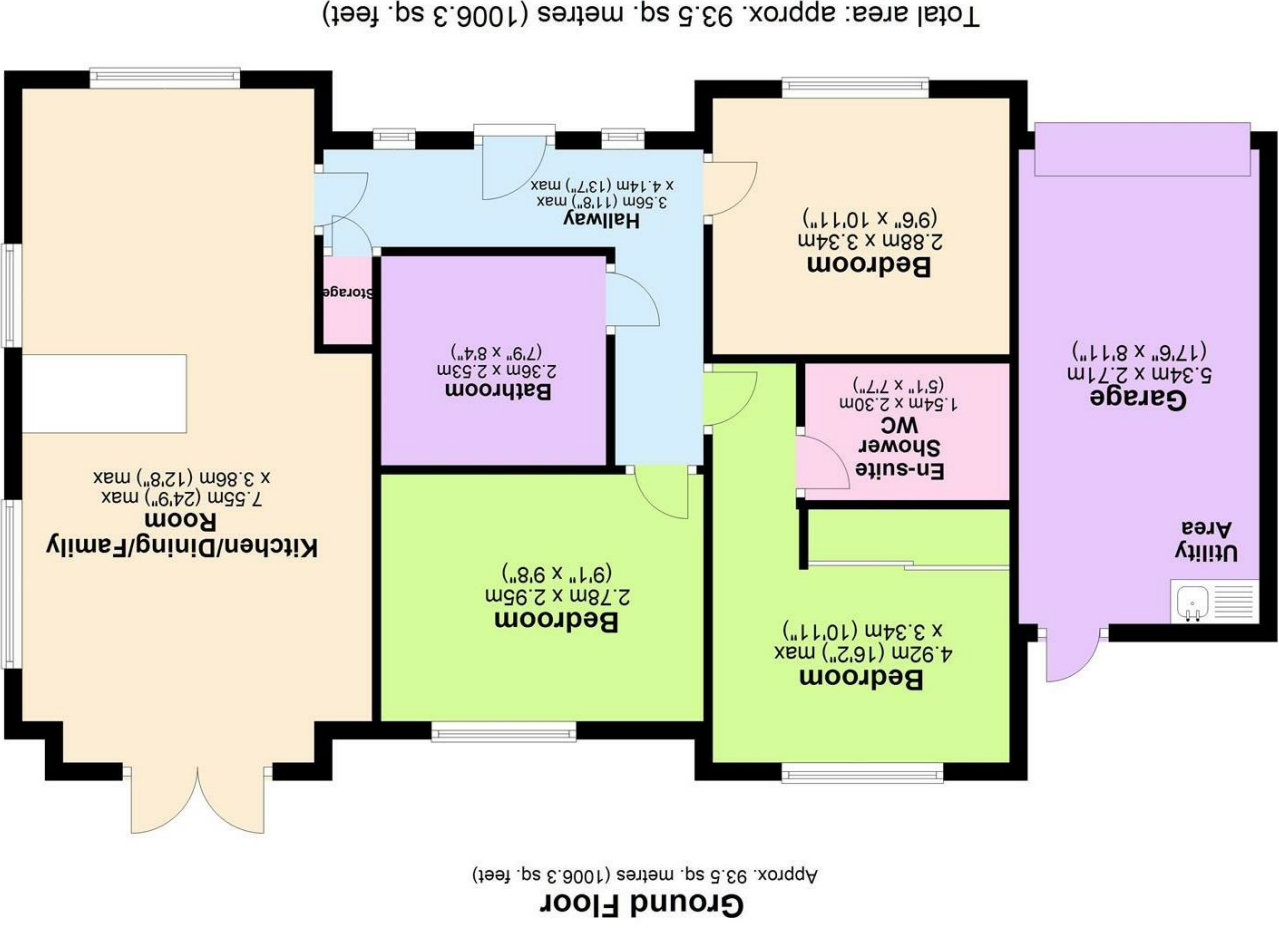 Ground Floor
Approx. 93.5 sq. metres (1006.3 sq. feet)
Bedroom
4.92m (16'2") max
x 3.34m (10'11")
Bedroom
2.78m x 2.95m
(9'1" x 9'8")
Kitchen/Dining/Family
Room
7.55m (24'9") max
x 3.86m (12'8") max
Utility
Area
En-suite
Shower
WC
1.54m x 2.30m
(5'1" x 7'7")
Garage
5.34m x 2.71m
(17'6" x 8'11")
Bathroom
2.36m x 2.53m
(7'9" x 8'4")
Storage
Bedroom
2.88m x 3.34m
(9'6" x 10'11")
Hallway
3.56m (11'8") max
x 4.14m (13'7") max
Total area: approx. 93.5 sq. metres (1006.3 sq. feet)